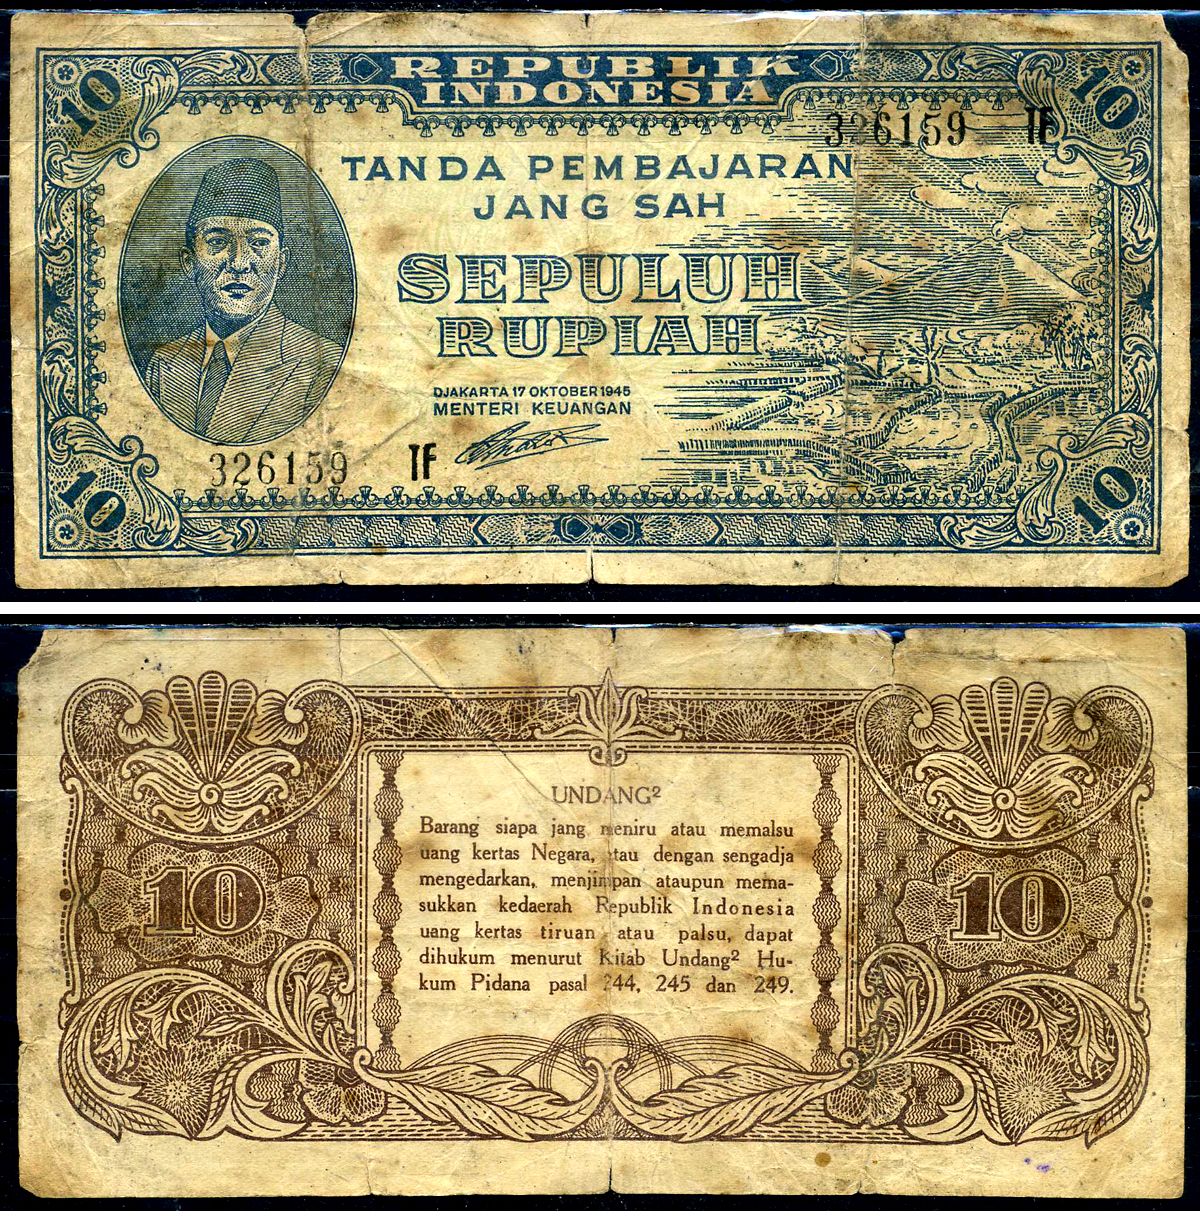 10
REPUBLIK
INDONESIA
10
326159 TF
TANDA PEMBAJARAN
JANG SAH
SEPULUH
RUPIAH
DJAKARTA 17 OKTOBER 1945
MENTERI KEUANGAN
326159 TF
10
10
UNDANG²
Barang siapa jang meniru atau memalsu
uang kertas Negara, atau dengan sengadja
mengedarkan, menjimpan ataupun mema-
sukkan kedaerah Republik Indonesia
uang kertas tiruan atau palsu, dapat
dihukum menurut Kitab Undang² Hu-
kum Pidana pasal 244, 245 dan 249.
10
10